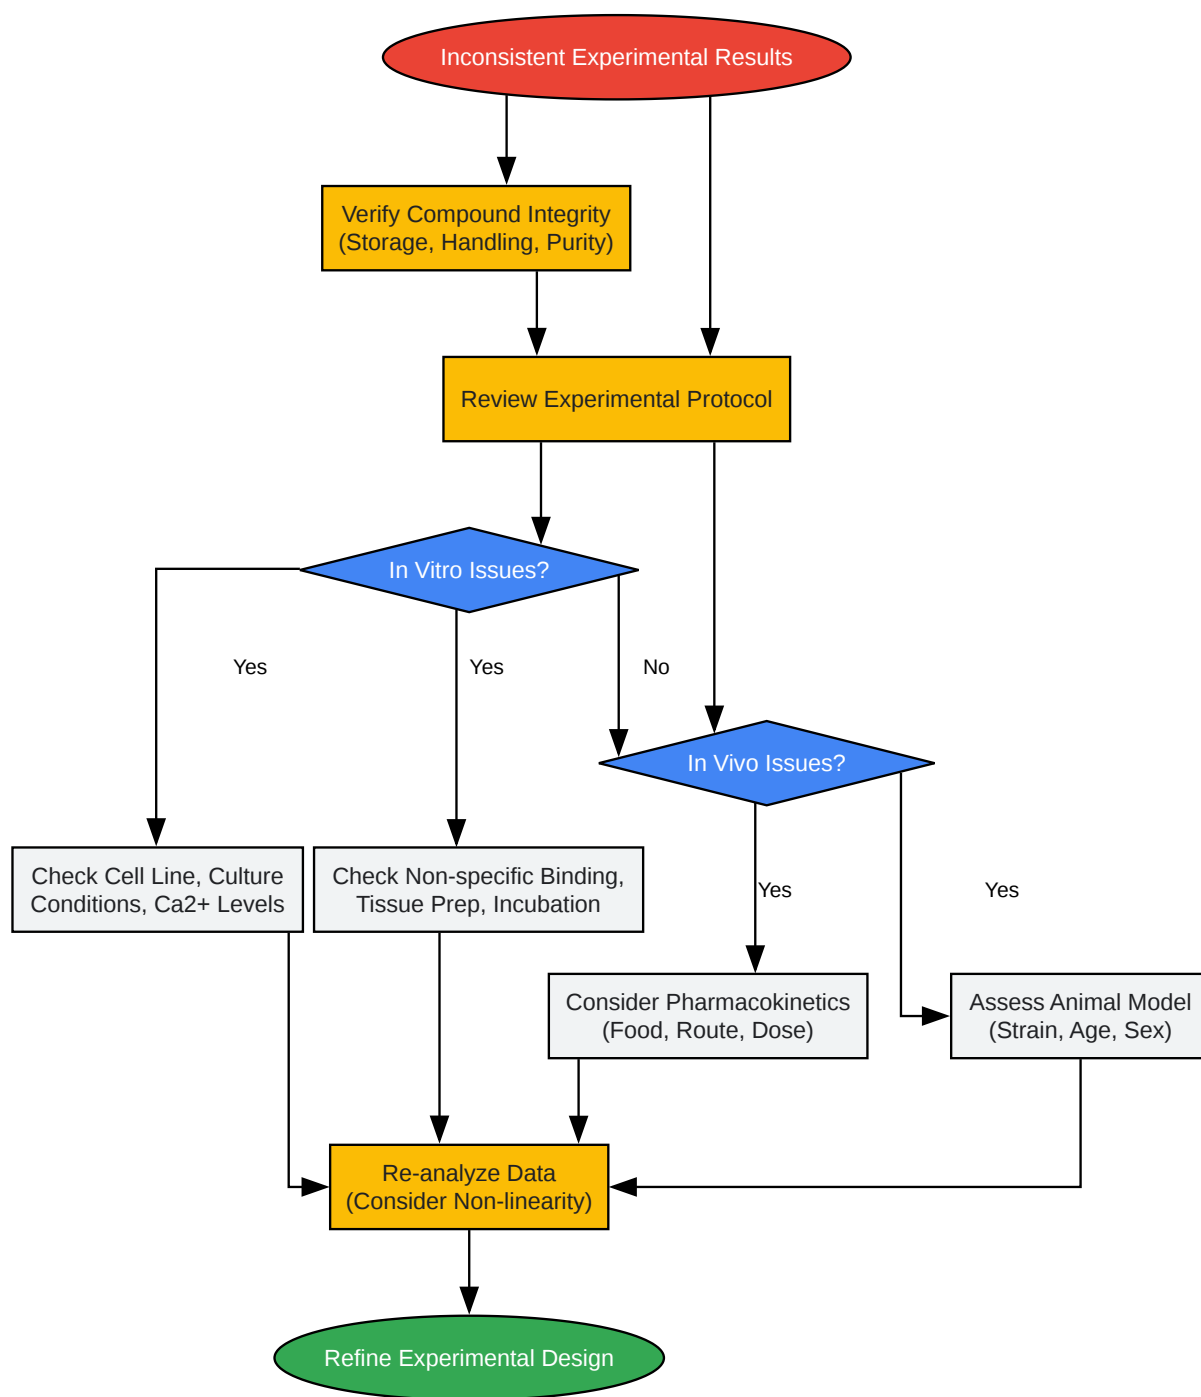 Inconsistent Experimental Results
Verify Compound Integrity
(Storage, Handling, Purity)
Review Experimental Protocol
In Vitro Issues?
Yes
Yes
No
In Vivo Issues?
Check Cell Line, Culture
Conditions, Ca2+ Levels
Check Non-specific Binding,
Tissue Prep, Incubation
Yes
Yes
Consider Pharmacokinetics
(Food, Route, Dose)
Assess Animal Model
(Strain, Age, Sex)
Re-analyze Data
(Consider Non-linearity)
Refine Experimental Design